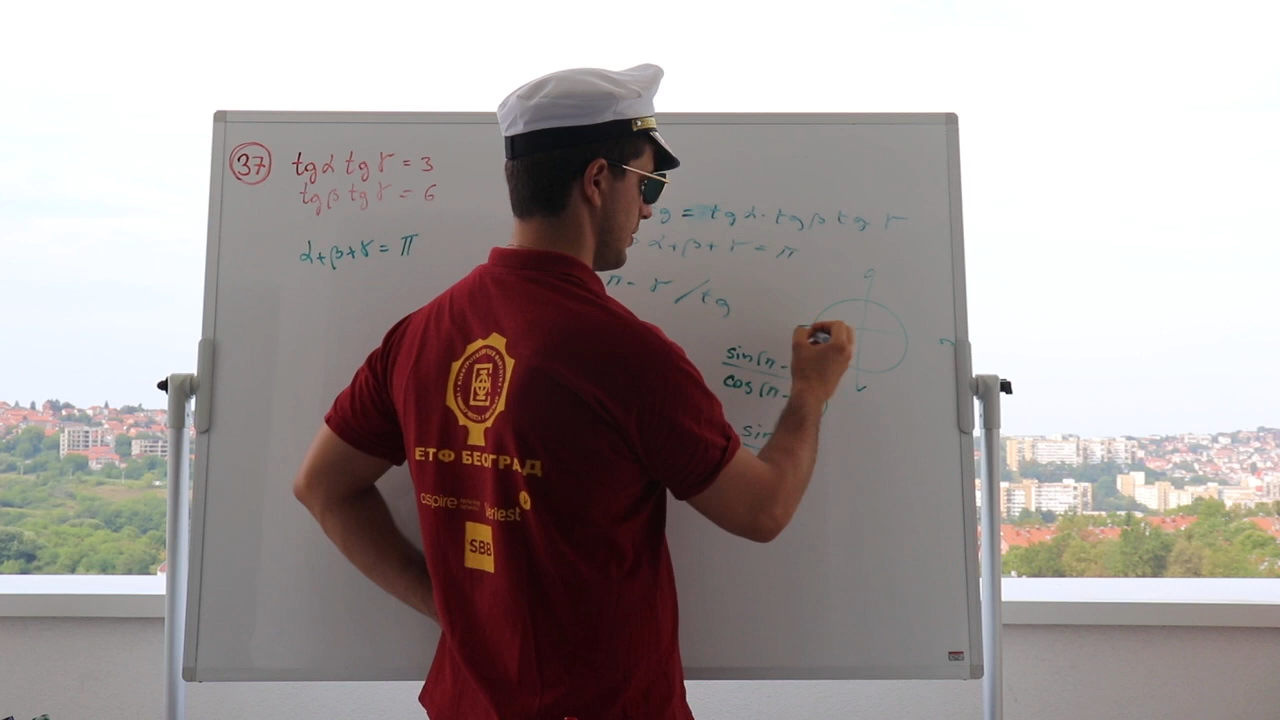 37 tgα tgγ = 3
tgβ tgγ = 6
α+β+γ = π
g = tgα · tgβ tgγ
α+β+γ = π
π - γ / tg
sin(π -
cos(π -
sin
ЕТФ БЕОГРАД
aspire
SBB